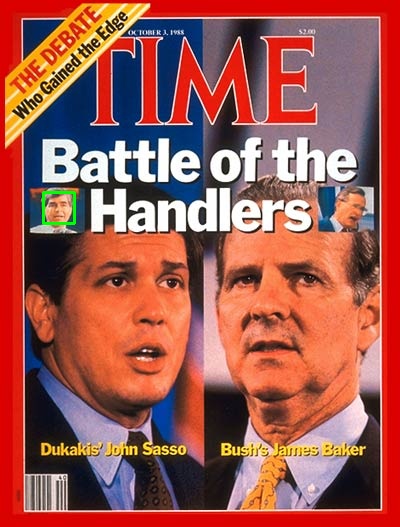 THE DEBATE
Who Gained the Edge
OCTOBER 3, 1988
$2.00
TIME
Battle of the
Handlers
Dukakis' John Sasso
Bush's James Baker
40